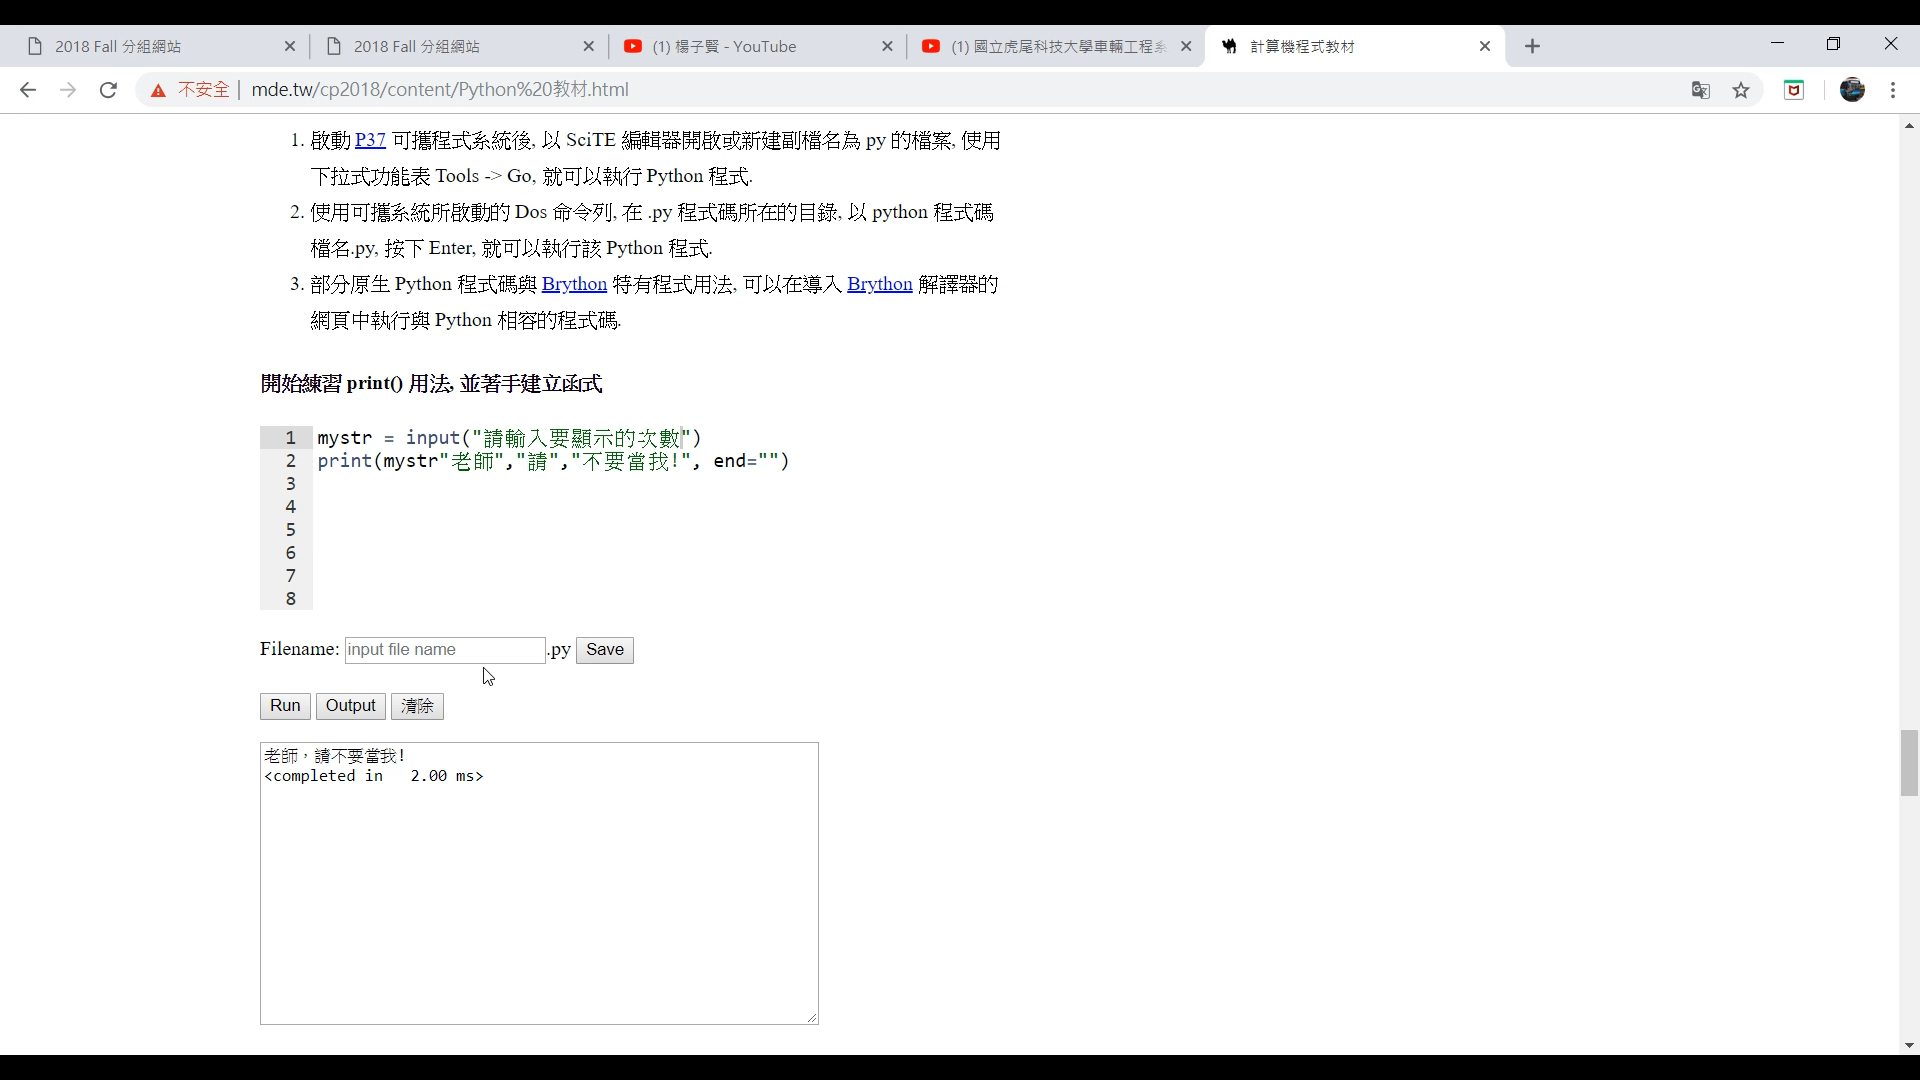 2018 Fall 分組網站
2018 Fall 分組網站
(1) 楊子賢 - YouTube
(1) 國立虎尾科技大學車輛工程系
計算機程式教材
不安全 | mde.tw/cp2018/content/Python%20教材.html
1. 啟動 P37 可攜程式系統後, 以 SciTE 編輯器開啟或新建副檔名為 py 的檔案, 使用
下拉式功能表 Tools -> Go, 就可以執行 Python 程式.
2. 使用可攜系統所啟動的 Dos 命令列, 在 .py 程式碼所在的目錄, 以 python 程式碼
檔名.py, 按下 Enter, 就可以執行該 Python 程式.
3. 部分原生 Python 程式碼與 Brython 特有程式用法, 可以在導入 Brython 解譯器的
網頁中執行與 Python 相容的程式碼.
開始練習 print() 用法, 並著手建立函式
1 mystr = input("請輸入要顯示的次數")
2 print(mystr"老師","請","不要當我!", end="")
3
4
5
6
7
8
Filename: input file name .py Save
Run Output 清除
老師，請不要當我!
<completed in   2.00 ms>